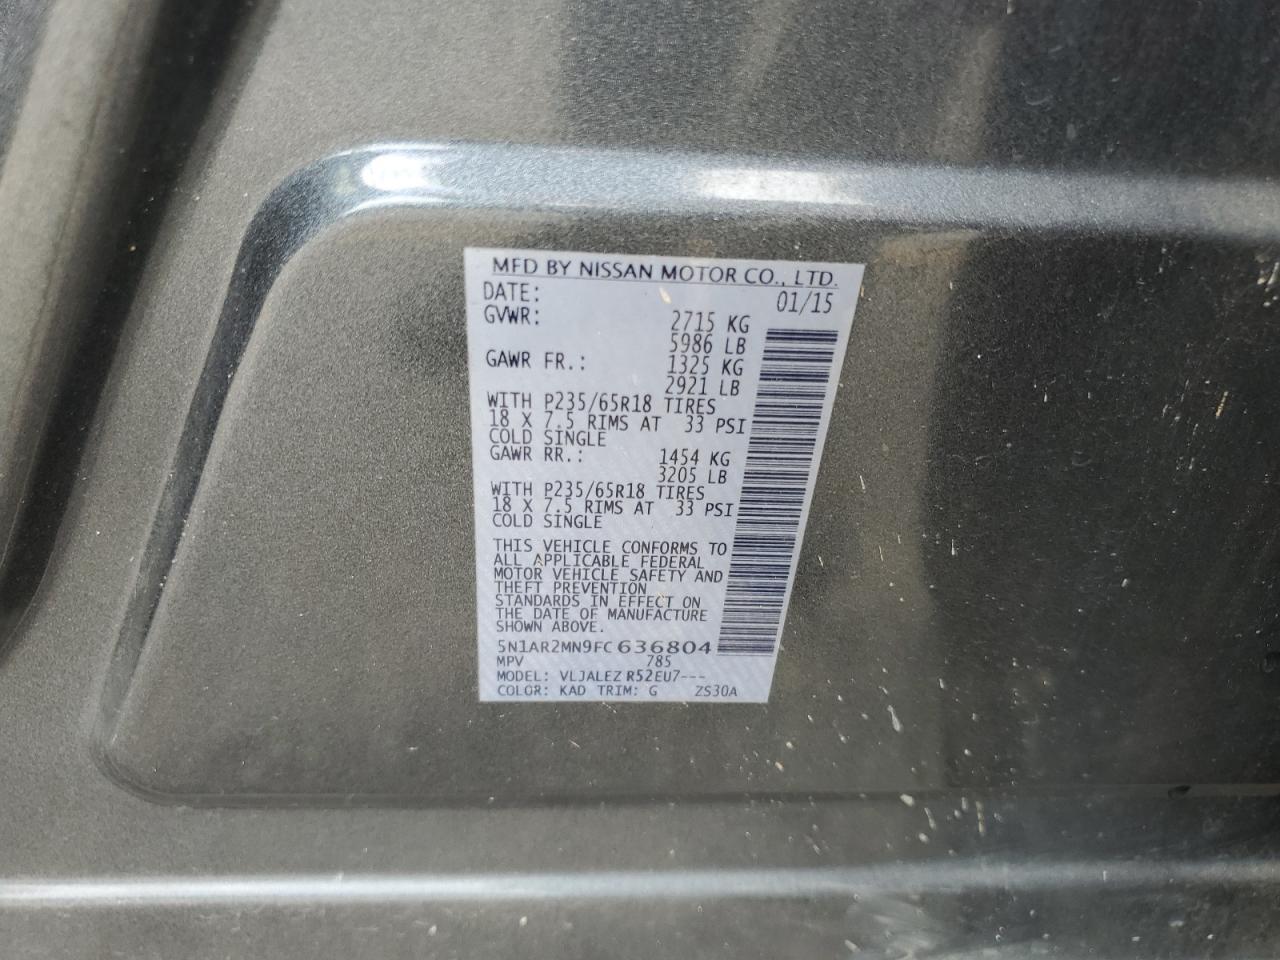 MFD BY NISSAN MOTOR CO., LTD.
DATE: 01/15
GVWR: 2715 KG
5986 LB
GAWR FR.: 1325 KG
2921 LB
WITH P235/65R18 TIRES
18 X 7.5 RIMS AT 33 PSI
COLD SINGLE
GAWR RR.: 1454 KG
3205 LB
WITH P235/65R18 TIRES
18 X 7.5 RIMS AT 33 PSI
COLD SINGLE
THIS VEHICLE CONFORMS TO
ALL APPLICABLE FEDERAL
MOTOR VEHICLE SAFETY AND
THEFT PREVENTION
STANDARDS IN EFFECT ON
THE DATE OF MANUFACTURE
SHOWN ABOVE.
5N1AR2MN9FC636804
MPV 785
MODEL: VLJALEZ R52EU7---
COLOR: KAD TRIM: G ZS30A